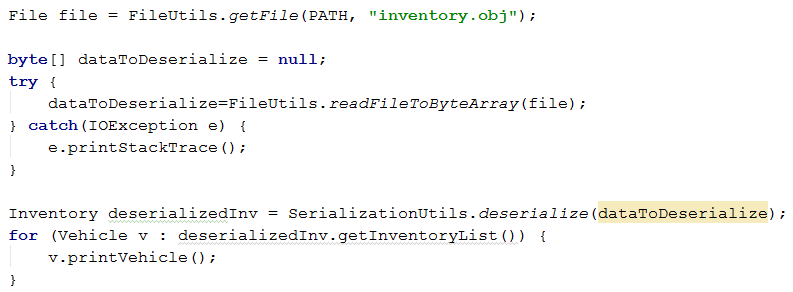 File file = FileUtils.getFile(PATH, "inventory.obj");
byte[] dataToDeserialize = null;
try {
    dataToDeserialize=FileUtils.readFileToByteArray(file);
} catch(IOException e) {
    e.printStackTrace();
}
Inventory deserializedInv = SerializationUtils.deserialize(dataToDeserialize);
for (Vehicle v : deserializedInv.getInventoryList()) {
    v.printVehicle();
}